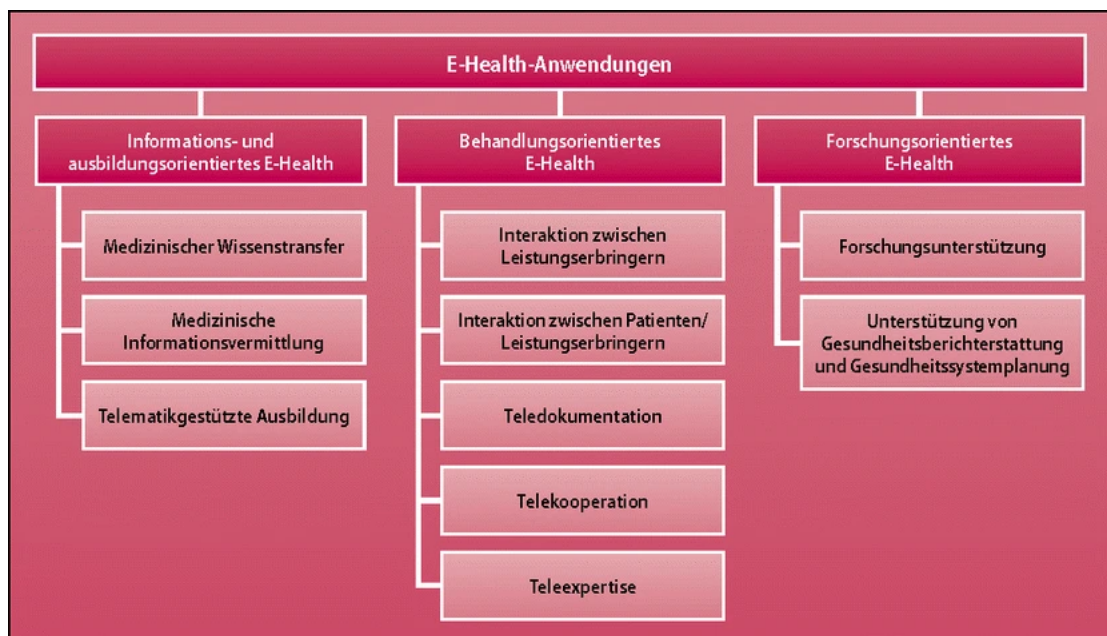 E-Health-Anwendungen
Informations- und
ausbildungsorientiertes E-Health
Medizinischer Wissenstransfer
Medizinische
Informationsvermittlung
Telematikgestützte Ausbildung
Behandlungsorientiertes
E-Health
Interaktion zwischen
Leistungserbringern
Interaktion zwischen Patienten/
Leistungserbringern
Teledokumentation
Telekooperation
Teleexpertise
Forschungsorientiertes
E-Health
Forschungsunterstützung
Unterstützung von
Gesundheitsberichterstattung
und Gesundheitssystemplanung